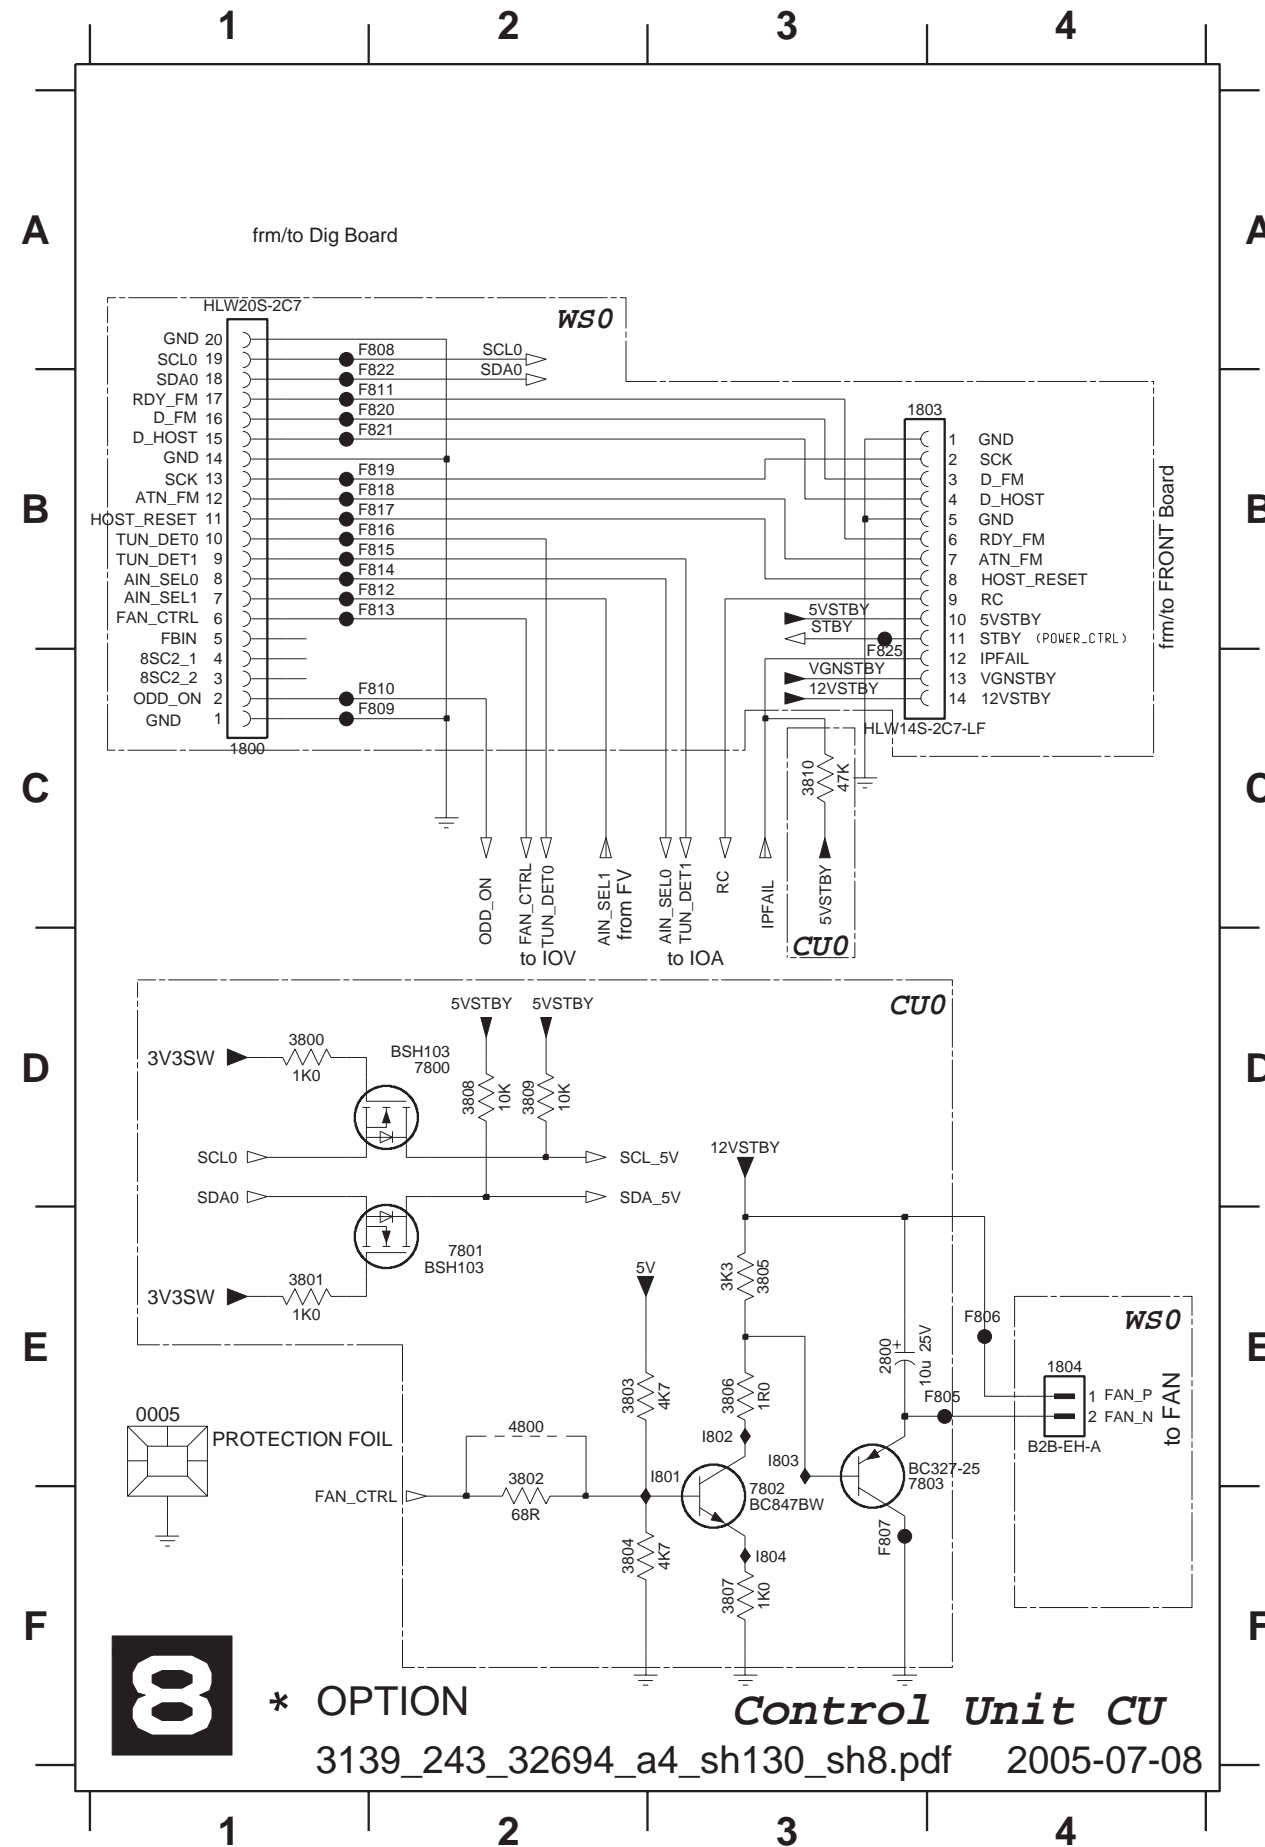 1 2 3 4
A A
frm/to Dig Board
HLW20S-2C7
WS0
GND 20
SCL0 19 F808 SCL0
SDA0 18 F822 SDA0
RDY_FM 17 F811
D_FM 16 F820
D_HOST 15 F821
GND 14
SCK 13 F819
ATN_FM 12 F818
HOST_RESET 11 F817
TUN_DET0 10 F816
TUN_DET1 9 F815
AIN_SEL0 8 F814
AIN_SEL1 7 F812
FAN_CTRL 6 F813
FBIN 5
8SC2_1 4
8SC2_2 3
ODD_ON 2 F810
GND 1 F809
1800
1803
1 GND
2 SCK
3 D_FM
4 D_HOST
5 GND
6 RDY_FM
7 ATN_FM
8 HOST_RESET
9 RC
5VSTBY 10 5VSTBY
STBY F825 11 STBY (POWER_CTRL)
12 IPFAIL
VGNSTBY 13 VGNSTBY
12VSTBY 14 12VSTBY
HLW14S-2C7-LF
frm/to FRONT Board
B B
C C
3810
47K
ODD_ON
FAN_CTRL
TUN_DET0
to IOV
AIN_SEL1
from FV
AIN_SEL0
TUN_DET1
to IOA
RC
IPFAIL
5VSTBY
CU0
CU0
5VSTBY 5VSTBY
D D
3V3SW
3800
1K0
BSH103
7800
3808
10K
3809
10K
SCL0 SCL_5V
SDA0 SDA_5V
7801
BSH103
3V3SW
3801
1K0
12VSTBY
5V
3K3
3805
E E
F806
WS0
2800
+
10u 25V
1804
3803
4K7
3806
1R0
F805
1 FAN_P
2 FAN_N
to FAN
B2B-EH-A
0005
PROTECTION FOIL
4800
I802
I803
FAN_CTRL
3802
68R
I801
7802
BC847BW
BC327-25
7803
3804
4K7
I804
3807
1K0
F807
F F
8
* OPTION
Control Unit CU
3139_243_32694_a4_sh130_sh8.pdf 2005-07-08
1 2 3 4